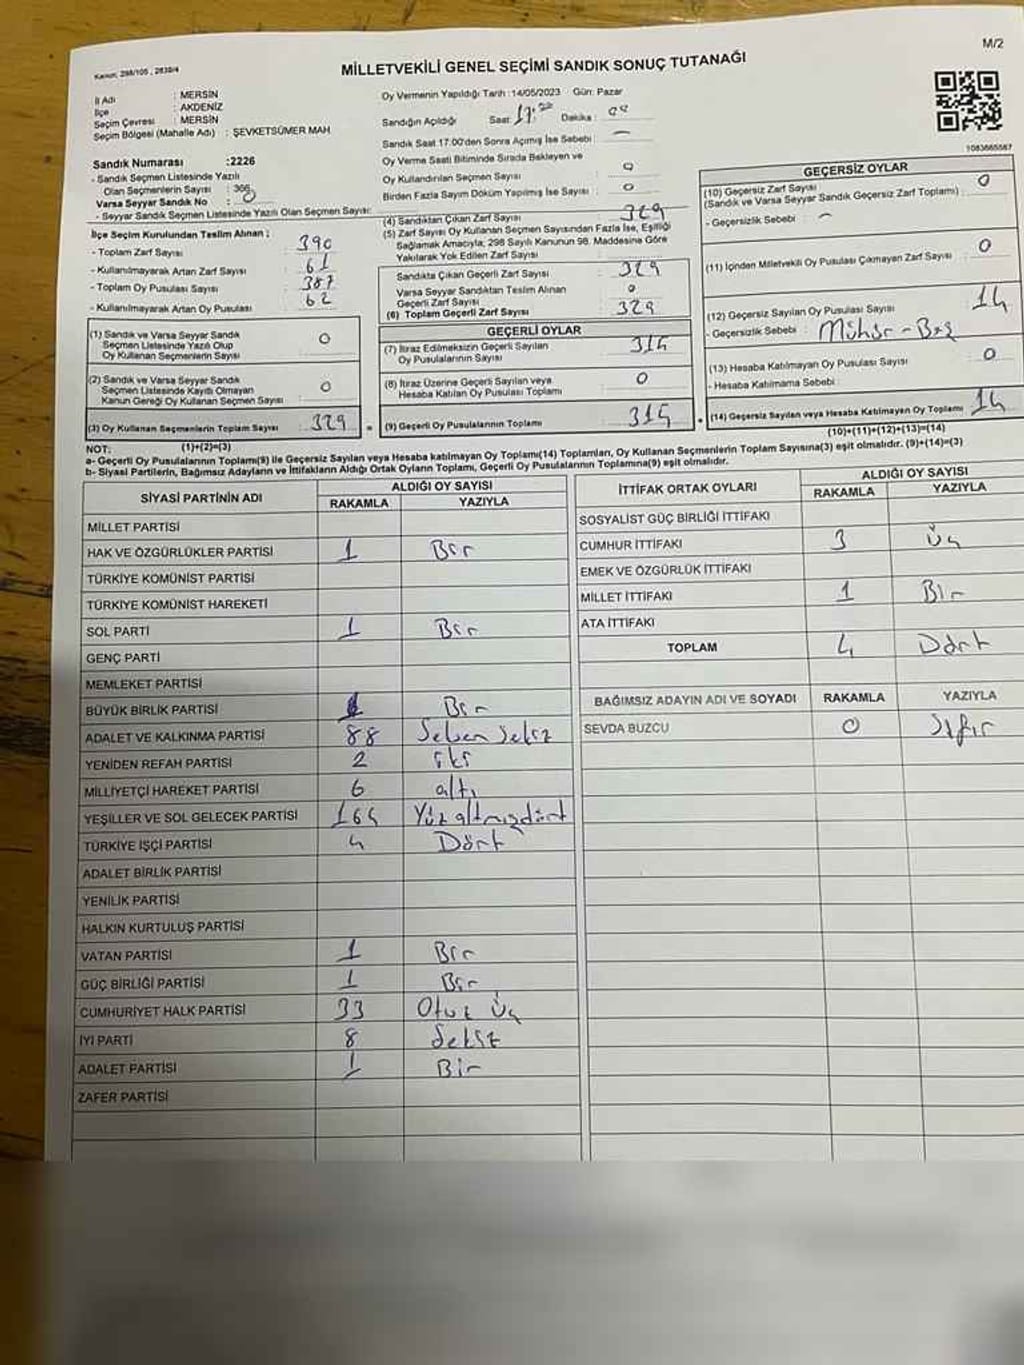 M/2
Kanun: 298/105 , 2839/4
MİLLETVEKİLİ GENEL SEÇİMİ SANDIK SONUÇ TUTANAĞI
İl Adı : MERSİN
İlçe : AKDENİZ
Seçim Çevresi : MERSİN
Seçim Bölgesi (Mahalle Adı) : ŞEVKETSÜMER MAH.
Oy Vermenin Yapıldığı Tarih :14/05/2023 Gün: Pazar
Sandığın Açıldığı Saat : 17:00 Dakika :
Sandık Saat 17:00'den Sonra Açılmış İse Sebebi : —
1083665587
Sandık Numarası :2226
- Sandık Seçmen Listesinde Yazılı
Olan Seçmenlerin Sayısı : 366
Varsa Seyyar Sandık No : 0
- Seyyar Sandık Seçmen Listesinde Yazılı Olan Seçmen Sayısı:
Oy Verme Saati Bitiminde Sırada Bekleyen ve
Oy Kullandırılan Seçmen Sayısı : 0
Birden Fazla Sayım Döküm Yapılmış İse Sayısı : 0
İlçe Seçim Kurulundan Teslim Alınan :
- Toplam Zarf Sayısı : 390
- Kullanılmayarak Artan Zarf Sayısı : 61
- Toplam Oy Pusulası Sayısı : 387
- Kullanılmayarak Artan Oy Pusulası : 62
(4) Sandıktan Çıkan Zarf Sayısı : 329
(5) Zarf Sayısı Oy Kullanan Seçmen Sayısından Fazla İse, Eşitliği
Sağlamak Amacıyla, 298 Sayılı Kanunun 98. Maddesine Göre
Yakılarak Yok Edilen Zarf Sayısı :
Sandıkta Çıkan Geçerli Zarf Sayısı : 329
Varsa Seyyar Sandıktan Teslim Alınan
Geçerli Zarf Sayısı : 0
(6) Toplam Geçerli Zarf Sayısı : 329
GEÇERSİZ OYLAR
(10) Geçersiz Zarf Sayısı
(Sandık ve Varsa Seyyar Sandık Geçersiz Zarf Toplamı) : 0
- Geçersizlik Sebebi : —
(11) İçinden Milletvekili Oy Pusulası Çıkmayan Zarf Sayısı : 0
(12) Geçersiz Sayılan Oy Pusulası Sayısı : 14
- Geçersizlik Sebebi : Mühür - Boş
(13) Hesaba Katılmayan Oy Pusulası Sayısı : 0
- Hesaba Katılmama Sebebi :
(14) Geçersiz Sayılan veya Hesaba Katılmayan Oy Toplamı : 14
(10)+(11)+(12)+(13)=(14)
(1) Sandık ve Varsa Seyyar Sandık
Seçmen Listesinde Yazılı Olup
Oy Kullanan Seçmenlerin Sayısı : 0
(2) Sandık ve Varsa Seyyar Sandık
Seçmen Listesinde Kayıtlı Olmayan
Kanun Gereği Oy Kullanan Seçmen Sayısı : 0
(3) Oy Kullanan Seçmenlerin Toplam Sayısı : 329
(1)+(2)=(3)
GEÇERLİ OYLAR
(7) İtiraz Edilmeksizin Geçerli Sayılan
Oy Pusulalarının Sayısı : 315
(8) İtiraz Üzerine Geçerli Sayılan veya
Hesaba Katılan Oy Pusulası Toplamı : 0
(9) Geçerli Oy Pusulalarının Toplamı : 315
NOT:
a- Geçerli Oy Pusulalarının Toplamı(9) ile Geçersiz Sayılan veya Hesaba katılmayan Oy Toplamı(14) Toplamları, Oy Kullanan Seçmenlerin Toplam Sayısına(3) eşit olmalıdır. (9)+(14)=(3)
b- Siyasi Partilerin, Bağımsız Adayların ve İttifakların Aldığı Ortak Oyların Toplamı, Geçerli Oy Pusulalarının Toplamına(9) eşit olmalıdır.
SİYASİ PARTİNİN ADI ALDIĞI OY SAYISI
RAKAMLA YAZIYLA
MİLLET PARTİSİ
HAK VE ÖZGÜRLÜKLER PARTİSİ 1 Bir
TÜRKİYE KOMÜNİST PARTİSİ
TÜRKİYE KOMÜNİST HAREKETİ
SOL PARTİ 1 Bir
GENÇ PARTİ
MEMLEKET PARTİSİ
BÜYÜK BİRLİK PARTİSİ 1 Bir
ADALET VE KALKINMA PARTİSİ 88 Seksen Sekiz
YENİDEN REFAH PARTİSİ 2 iki
MİLLİYETÇİ HAREKET PARTİSİ 6 altı
YEŞİLLER VE SOL GELECEK PARTİSİ 164 Yüz altmışdört
TÜRKİYE İŞÇİ PARTİSİ 4 Dört
ADALET BİRLİK PARTİSİ
YENİLİK PARTİSİ
HALKIN KURTULUŞ PARTİSİ
VATAN PARTİSİ 1 Bir
GÜÇ BİRLİĞİ PARTİSİ 1 Bir
CUMHURİYET HALK PARTİSİ 33 Otuz Üç
İYİ PARTİ 8 Sekiz
ADALET PARTİSİ 1 Bir
ZAFER PARTİSİ
İTTİFAK ORTAK OYLARI ALDIĞI OY SAYISI
RAKAMLA YAZIYLA
SOSYALİST GÜÇ BİRLİĞİ İTTİFAKI
CUMHUR İTTİFAKI 3 Üç
EMEK VE ÖZGÜRLÜK İTTİFAKI
MİLLET İTTİFAKI 1 Bir
ATA İTTİFAKI
TOPLAM 4 Dört
BAĞIMSIZ ADAYIN ADI VE SOYADI RAKAMLA YAZIYLA
SEVDA BUZCU 0 Sıfır